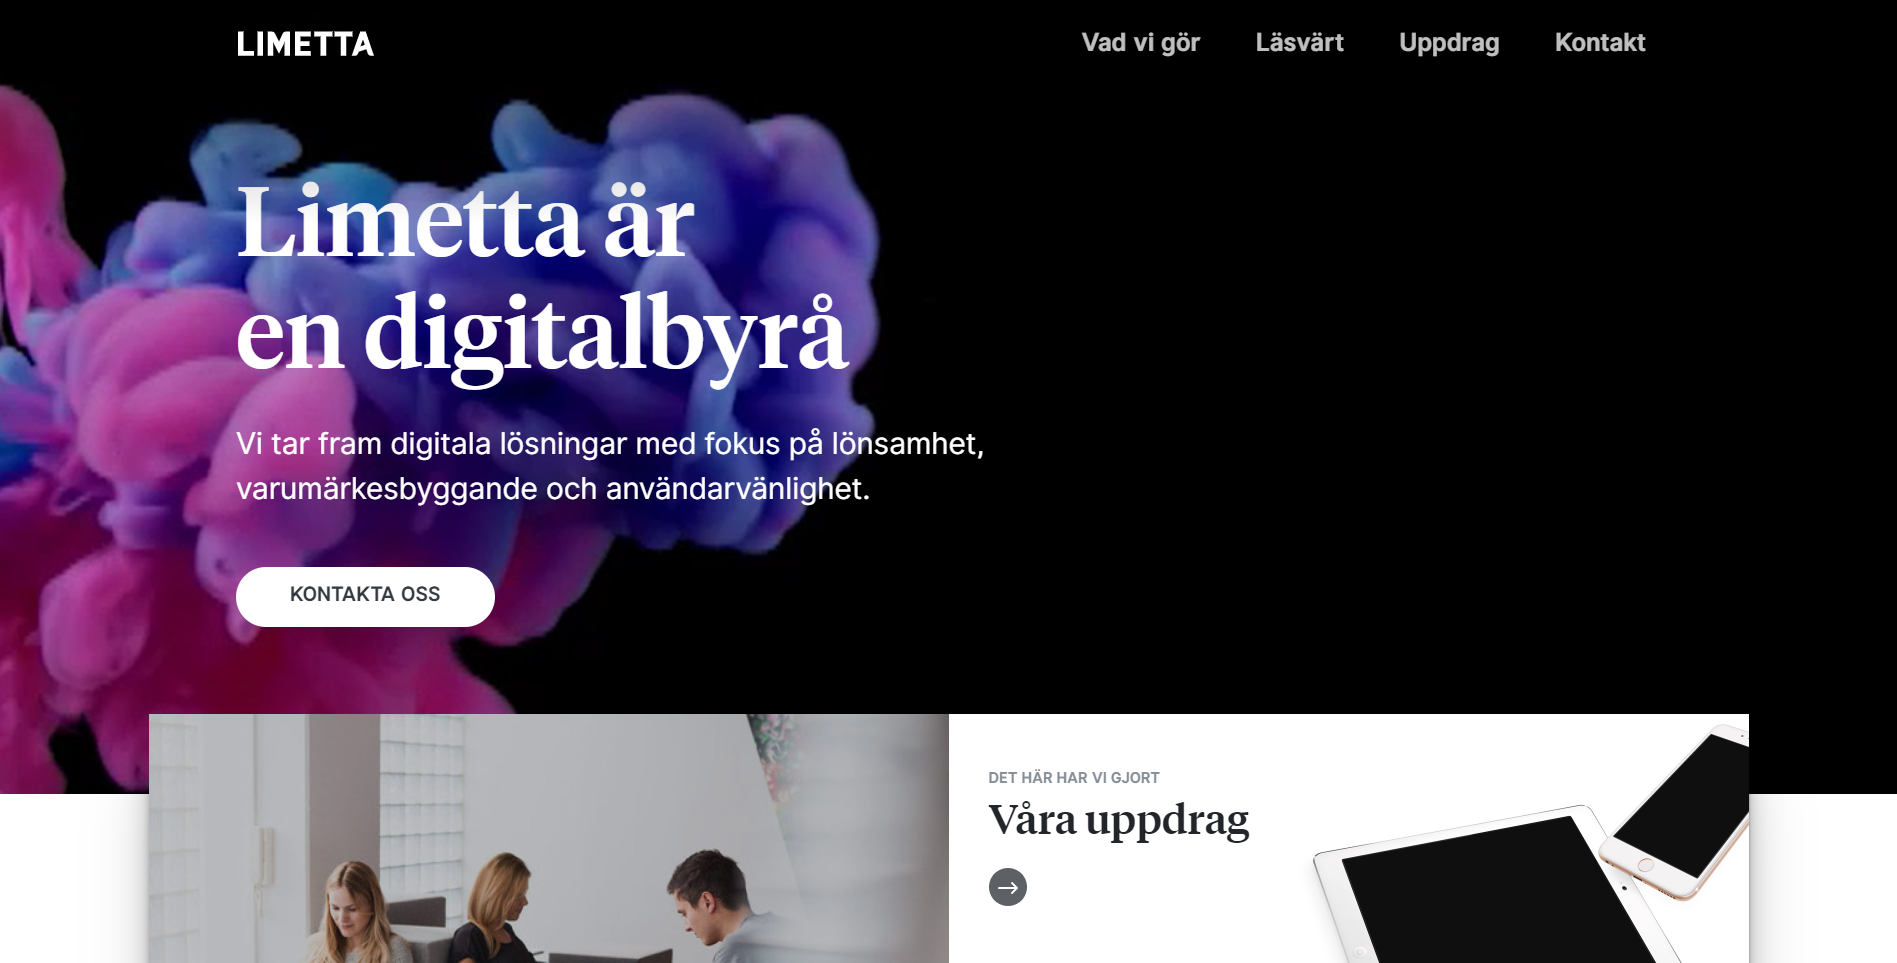 LIMETTA
Vad vi gör
Läsvärt
Uppdrag
Kontakt
Limetta är
en digitalbyrå
Vi tar fram digitala lösningar med fokus på lönsamhet,
varumärkesbyggande och användarvänlighet.
KONTAKTA OSS
DET HÄR HAR VI GJORT
Våra uppdrag